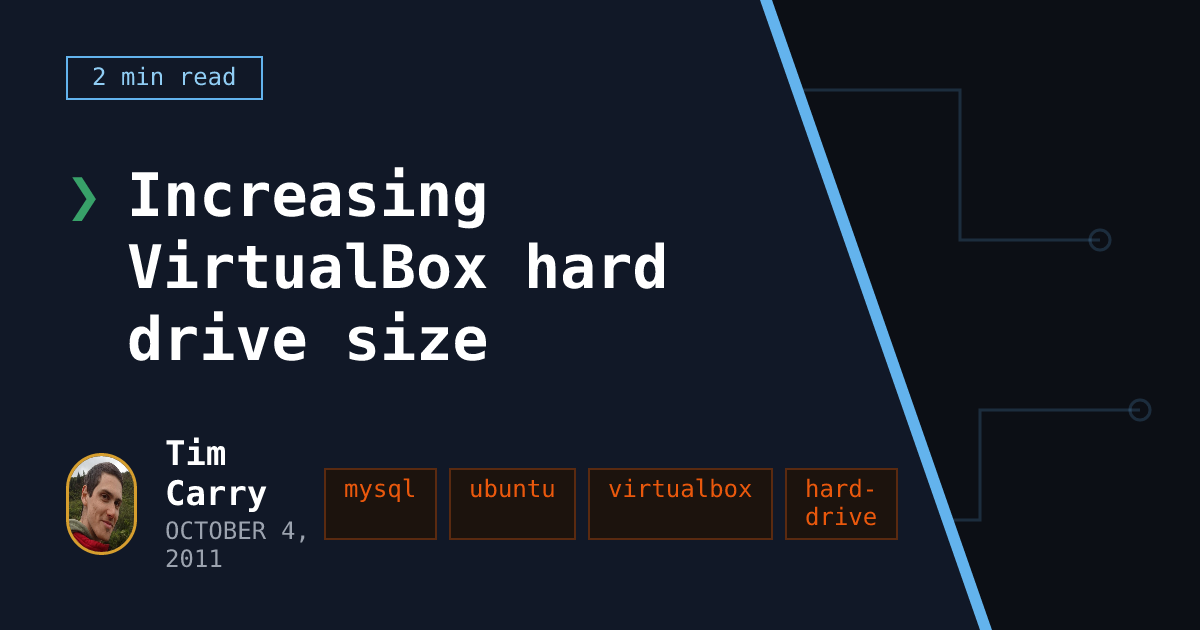 2 min read
❯ Increasing
VirtualBox hard
drive size
Tim
Carry
OCTOBER 4,
2011
mysql
ubuntu
virtualbox
hard-
drive